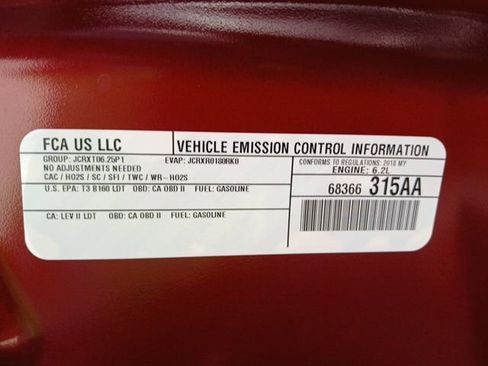 FCA US LLC
VEHICLE EMISSION CONTROL INFORMATION
GROUP: JCRXT06.25P1
EVAP: JCRXR0180RK0
CONFORMS TO REGULATIONS: 2018 MY
NO ADJUSTMENTS NEEDED
ENGINE: 6.2L
CAC / HO2S / SC / SFI / TWC / WR-HO2S
68366 315AA
U.S. EPA: T3 B160 LDT OBD: CA OBD II FUEL: GASOLINE
CA: LEV II LDT OBD: CA OBD II FUEL: GASOLINE